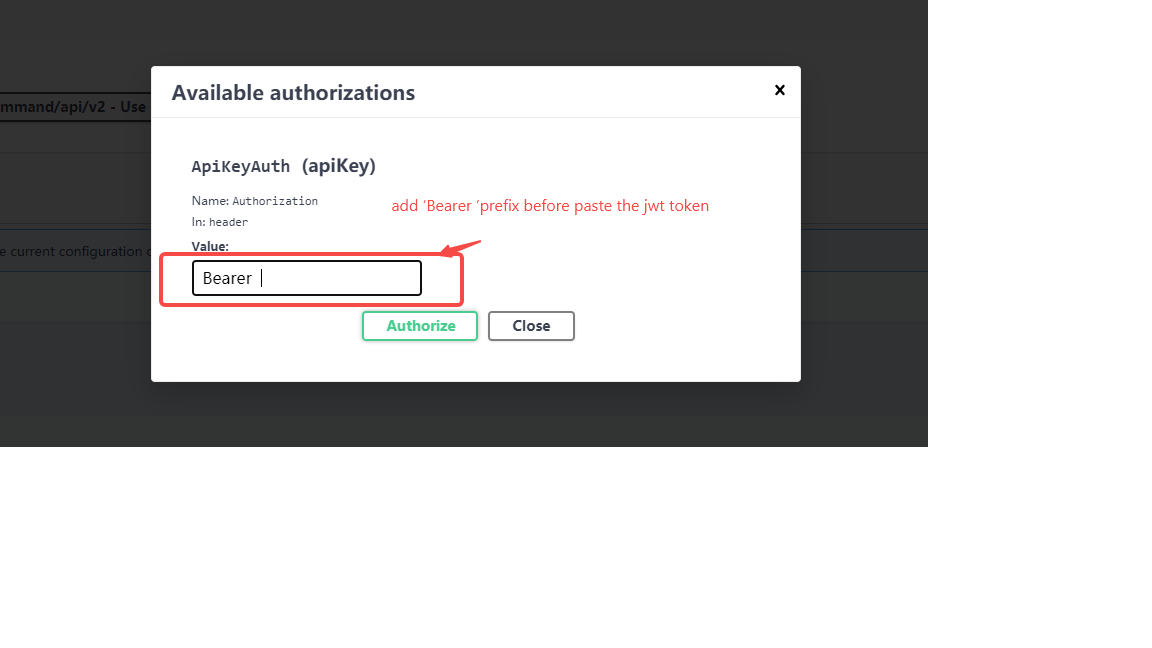 Available authorizations
mmand/api/v2 - Use
ApiKeyAuth (apiKey)
Name: Authorization
add ‘Bearer ’prefix before paste the jwt token
In: header
Value:
e current configuration
Bearer
Authorize
Close